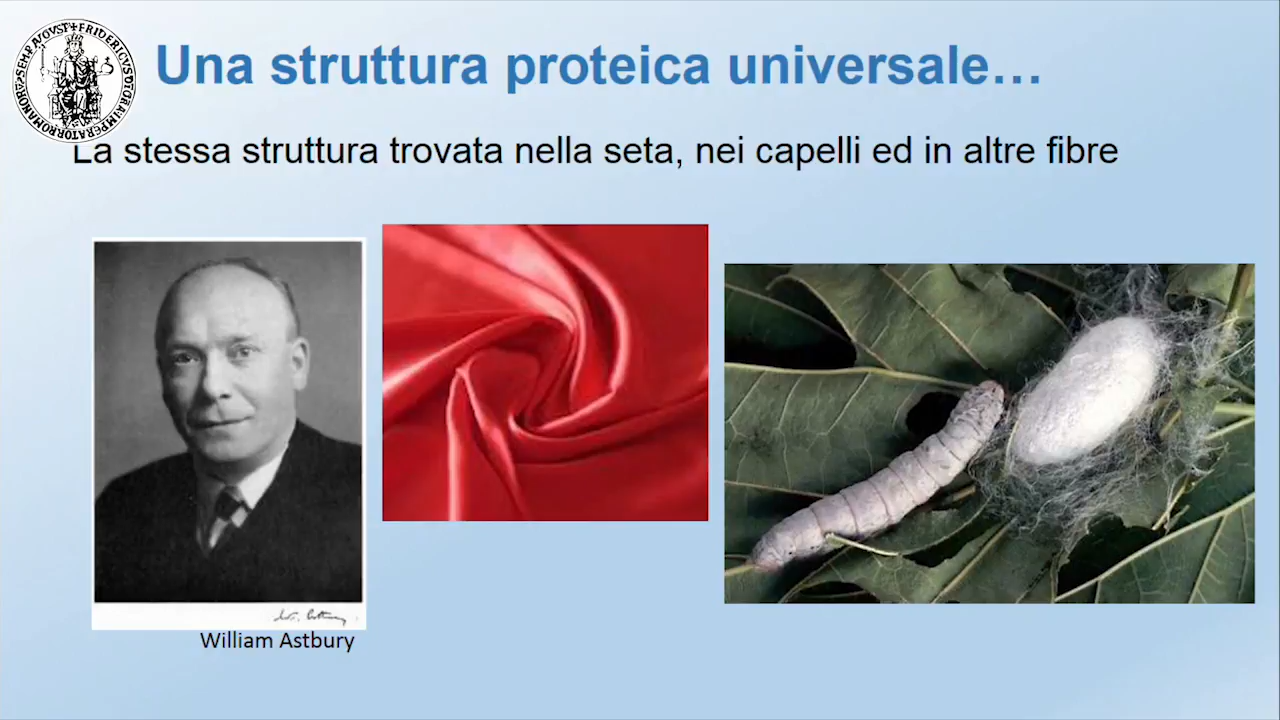 Una struttura proteica universale...
La stessa struttura trovata nella seta, nei capelli ed in altre fibre
William Astbury